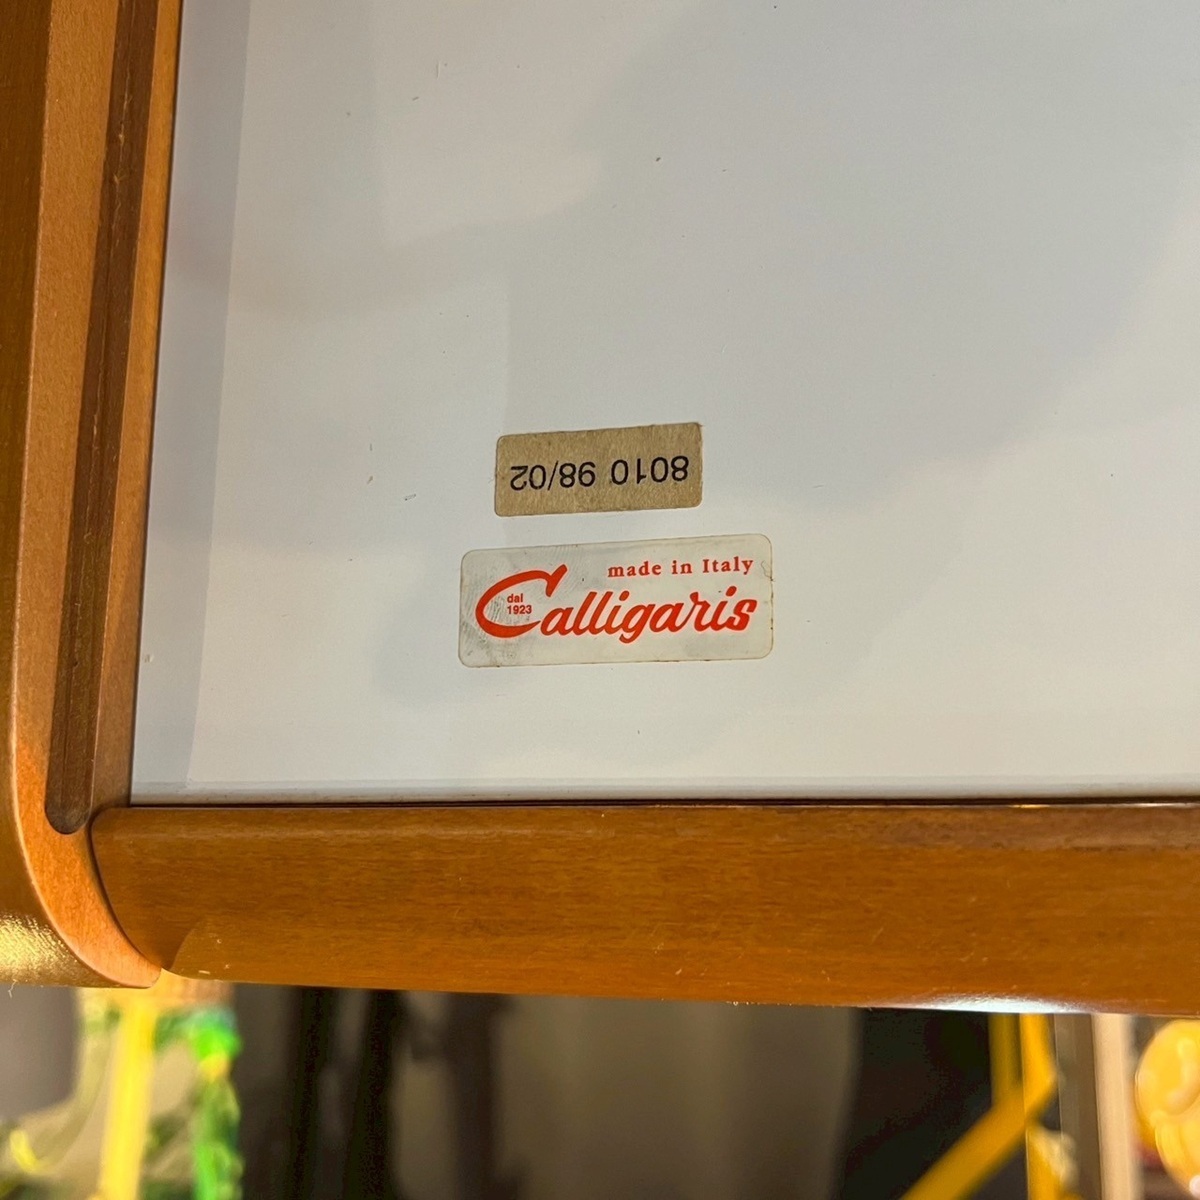 8010 98/02
made in Italy
Calligaris
dal
1923